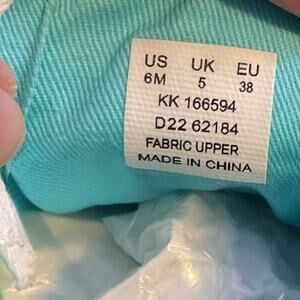 US UK EU
6M 5 38
KK 166594
D22 62184
FABRIC UPPER
MADE IN CHINA